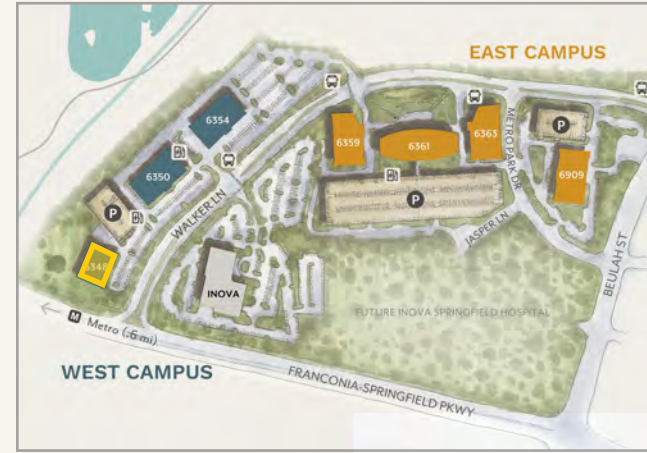 EAST CAMPUS
6354
6359
6361
6363
METRO PARK DR
P
6350
P
6909
P
WALKER LN
JASPER LN
6348
BEULAH ST
INOVA
FUTURE INOVA SPRINGFIELD HOSPITAL
M Metro (.6 mi)
WEST CAMPUS
FRANCONIA-SPRINGFIELD PKWY